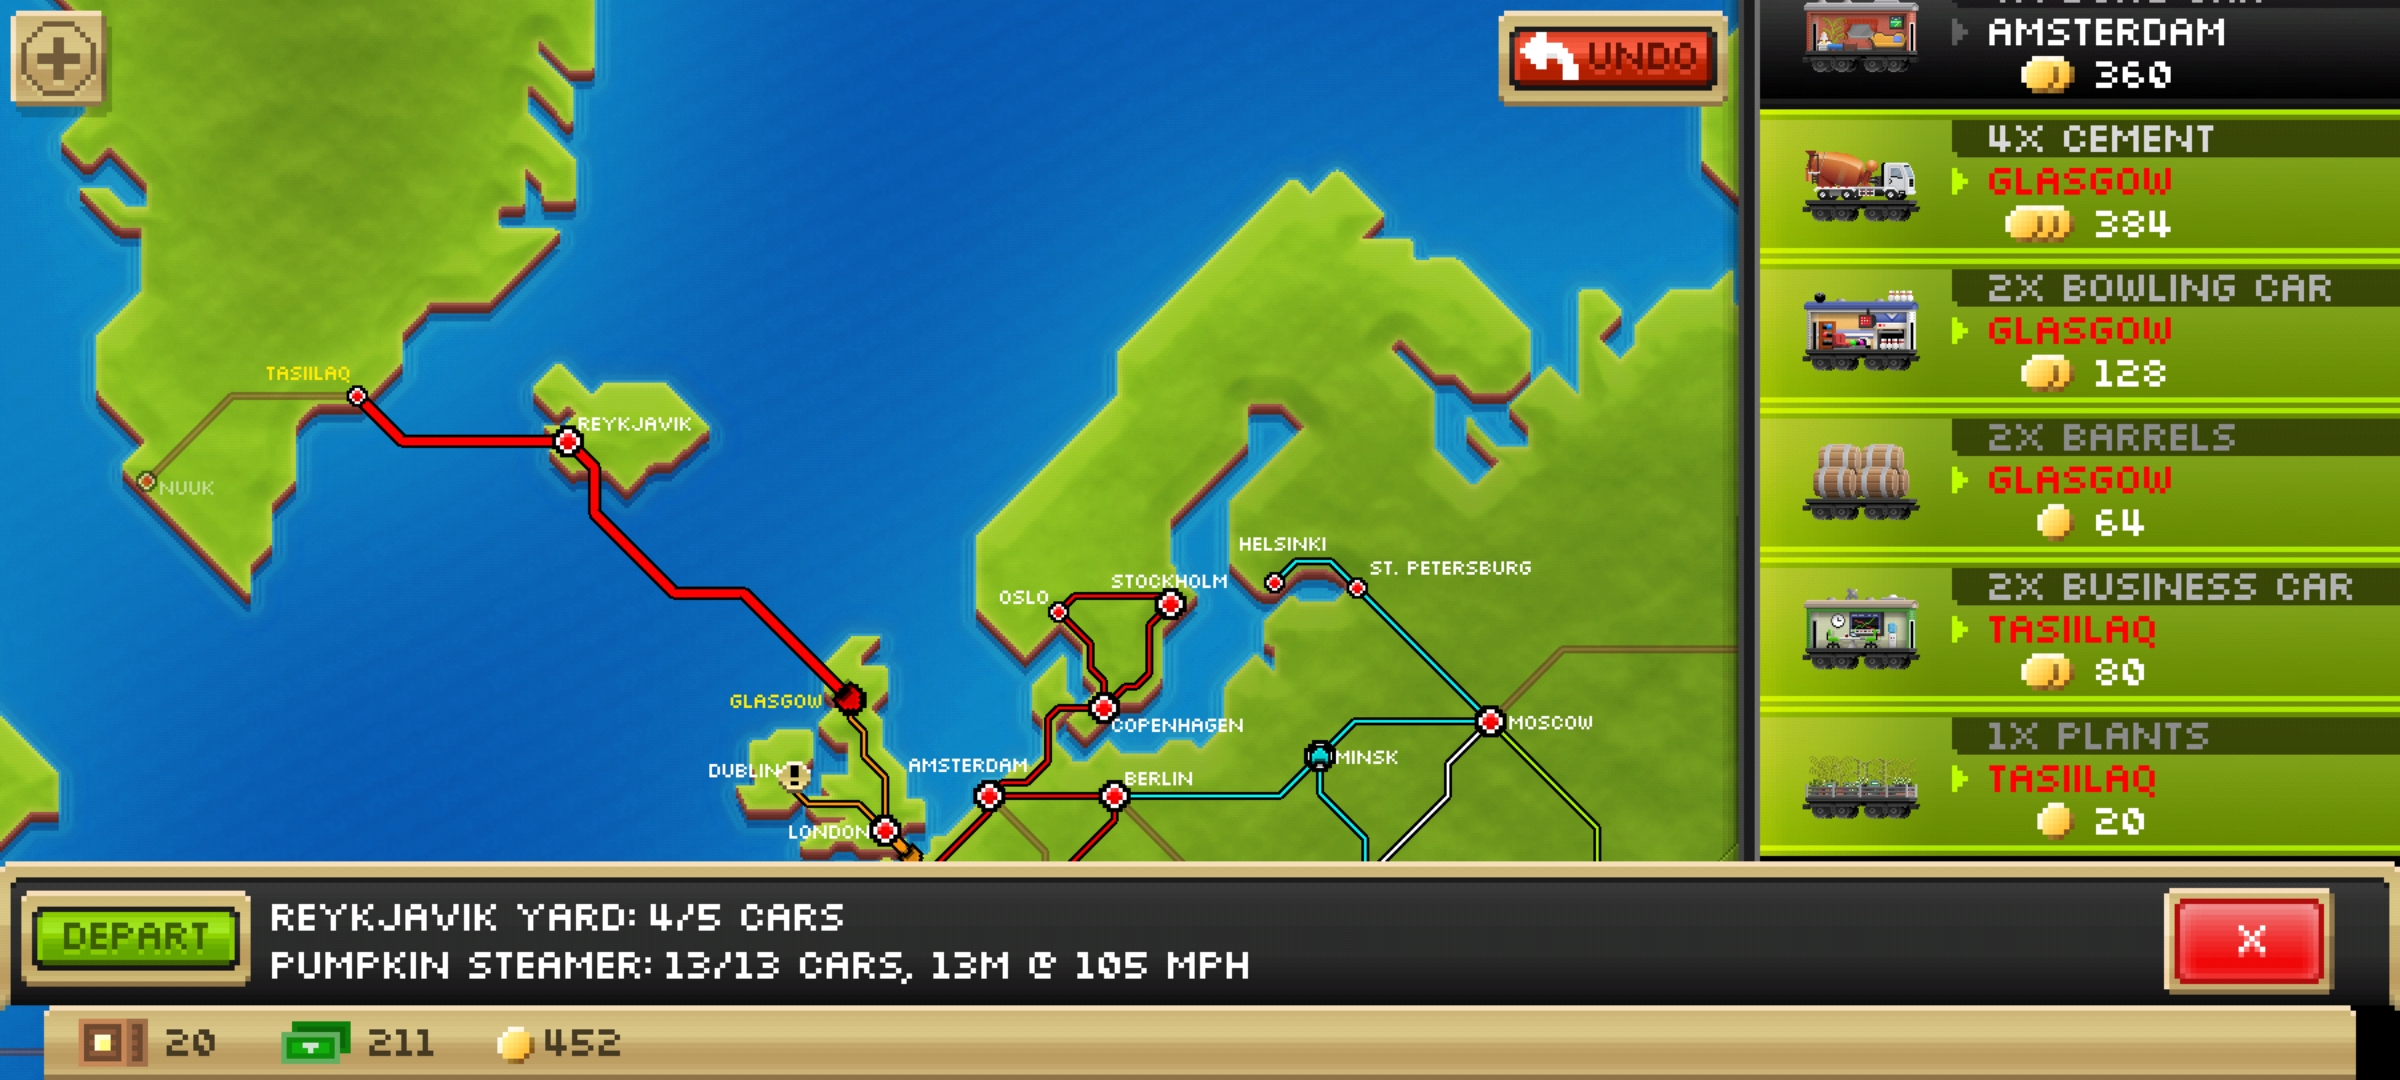 UNDO
AMSTERDAM
360
4X CEMENT
GLASGOW
384
2X BOWLING CAR
GLASGOW
128
2X BARRELS
GLASGOW
64
2X BUSINESS CAR
TASIILAQ
80
1X PLANTS
TASIILAQ
20
TASIILAQ
REYKJAVIK
NUUK
HELSINKI
ST. PETERSBURG
STOCKHOLM
OSLO
GLASGOW
COPENHAGEN
MOSCOW
MINSK
DUBLIN
AMSTERDAM
BERLIN
LONDON
DEPART
REYKJAVIK YARD: 4/5 CARS
PUMPKIN STEAMER: 13/13 CARS, 13M @ 105 MPH
X
20
211
452